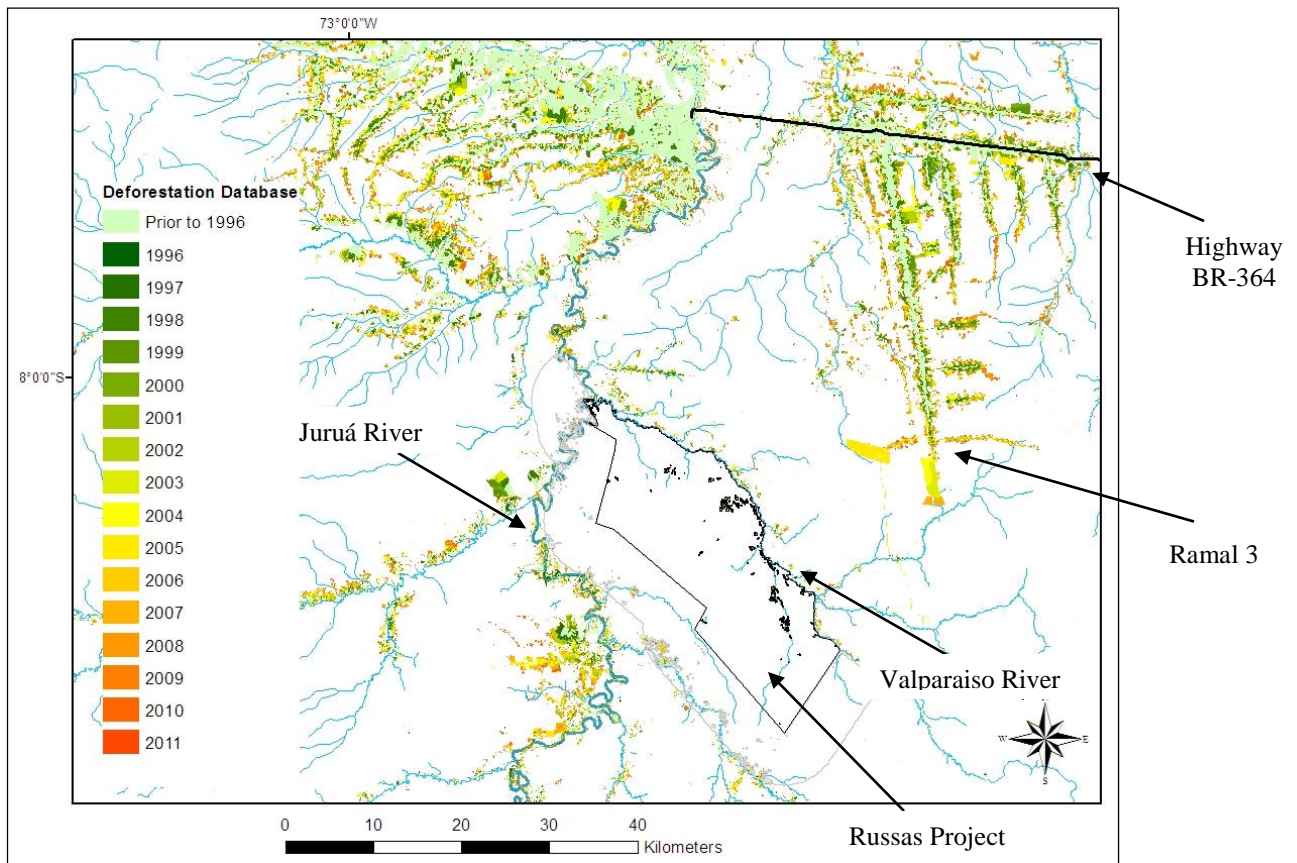 73°0'0"W
Deforestation Database
Prior to 1996
1996
1997
1998
1999
2000
2001
2002
2003
2004
2005
2006
2007
2008
2009
2010
2011
8°0'0"S
Highway
BR-364
Juruá River
Ramal 3
Valparaiso River
N
W
E
S
Russas Project
0 10 20 30 40
Kilometers